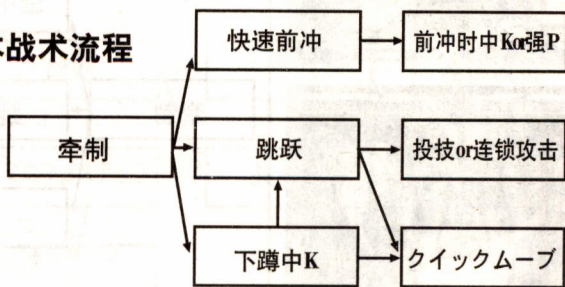 战术流程
快速前冲
前冲时中Kor强P
牵制
跳跃
投技or连锁攻击
下蹲中K
クイックムーブ